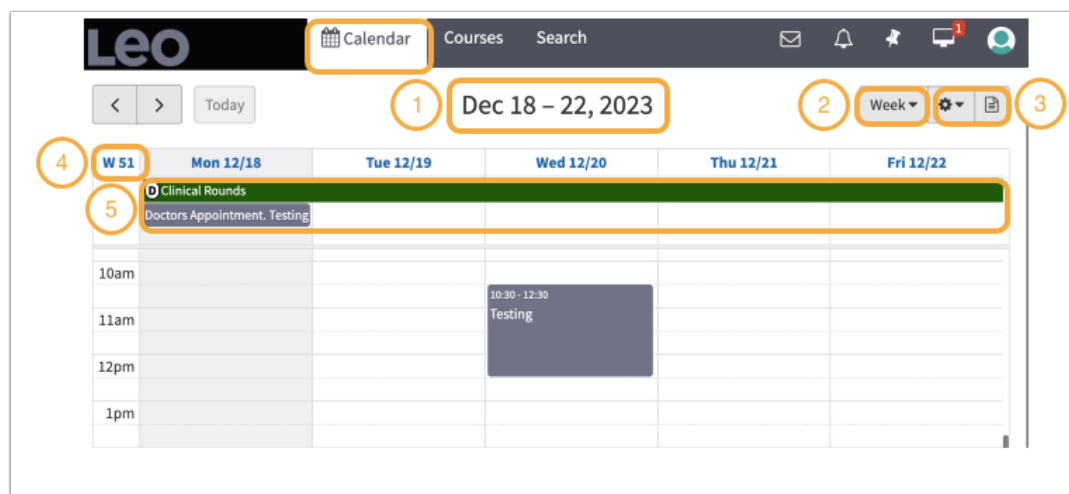 Leo
Calendar
Courses
Search
1
Today
1
Dec 18 – 22, 2023
2
Week
3
4
W 51
Mon 12/18
Tue 12/19
Wed 12/20
Thu 12/21
Fri 12/22
5
D Clinical Rounds
Doctors Appointment. Testing
10am
10:30 - 12:30
Testing
11am
12pm
1pm